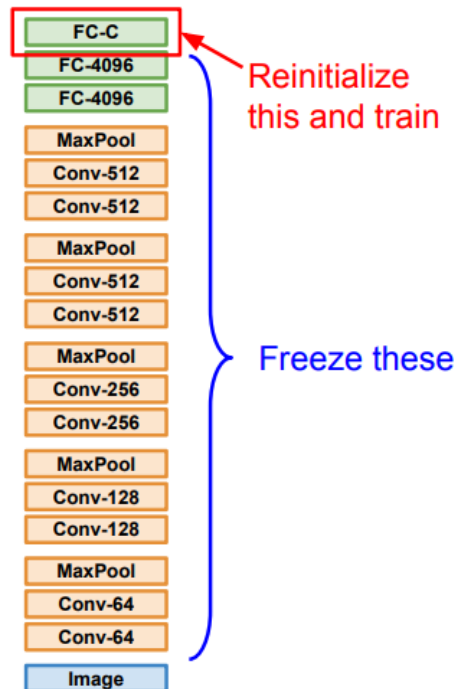 FC-C
FC-4096
FC-4096
Reinitialize
this and train
MaxPool
Conv-512
Conv-512
MaxPool
Conv-512
Conv-512
MaxPool
Conv-256
Conv-256
Freeze these
MaxPool
Conv-128
Conv-128
MaxPool
Conv-64
Conv-64
Image